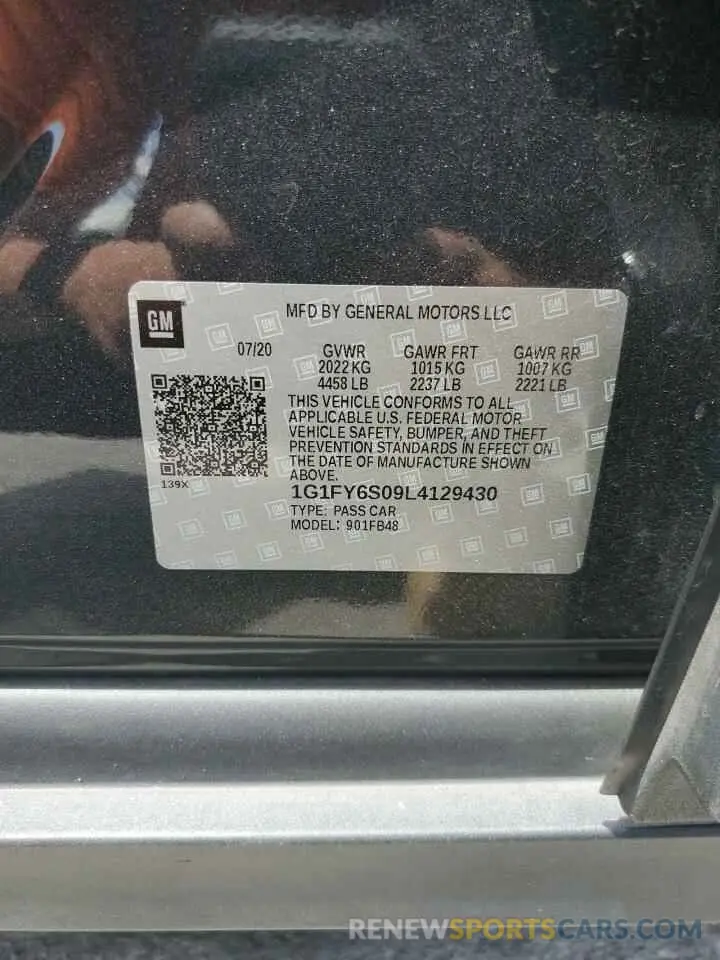 GM
MFD BY GENERAL MOTORS LLC
07/20 GVWR GAWR FRT GAWR RR
2022 KG 1015 KG 1007 KG
4458 LB 2237 LB 2221 LB
THIS VEHICLE CONFORMS TO ALL
APPLICABLE U.S. FEDERAL MOTOR
VEHICLE SAFETY, BUMPER, AND THEFT
PREVENTION STANDARDS IN EFFECT ON
THE DATE OF MANUFACTURE SHOWN
ABOVE.
139X
1G1FY6S09L4129430
TYPE: PASS CAR
MODEL: 901FB48
RENEWSPORTSCARS.COM